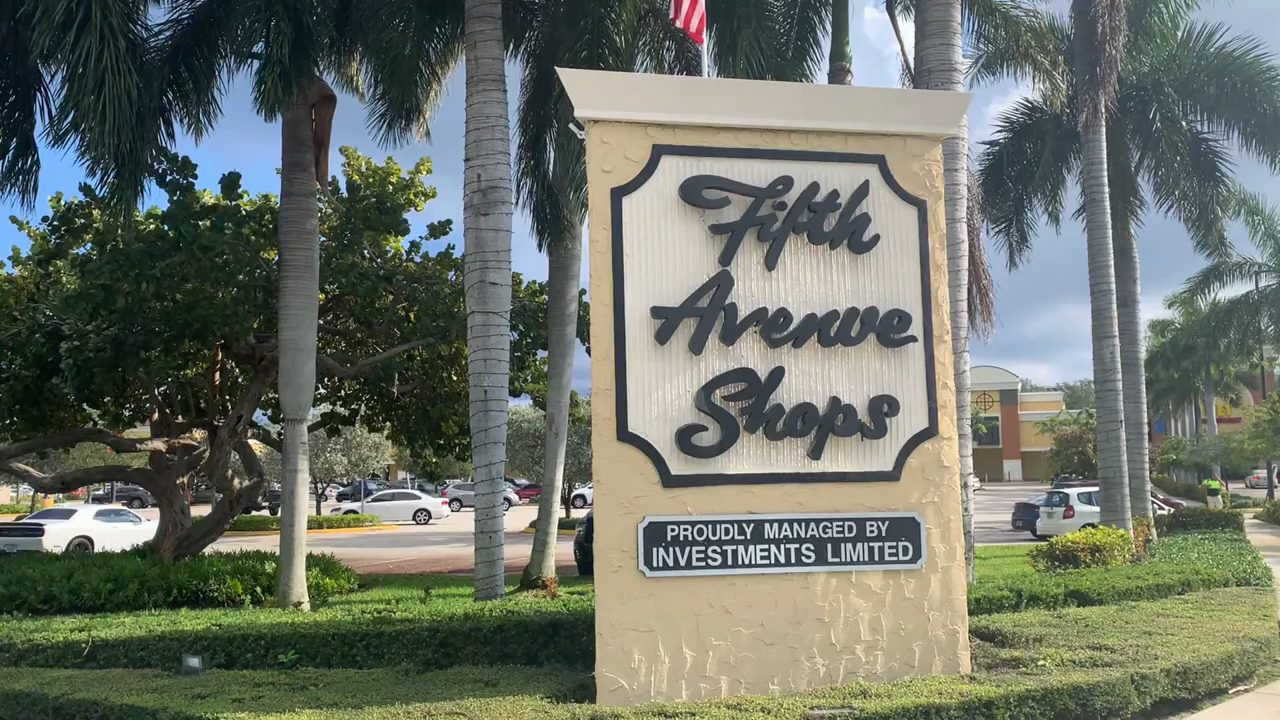 Fifth
Avenue
Shops
PROUDLY MANAGED BY
INVESTMENTS LIMITED